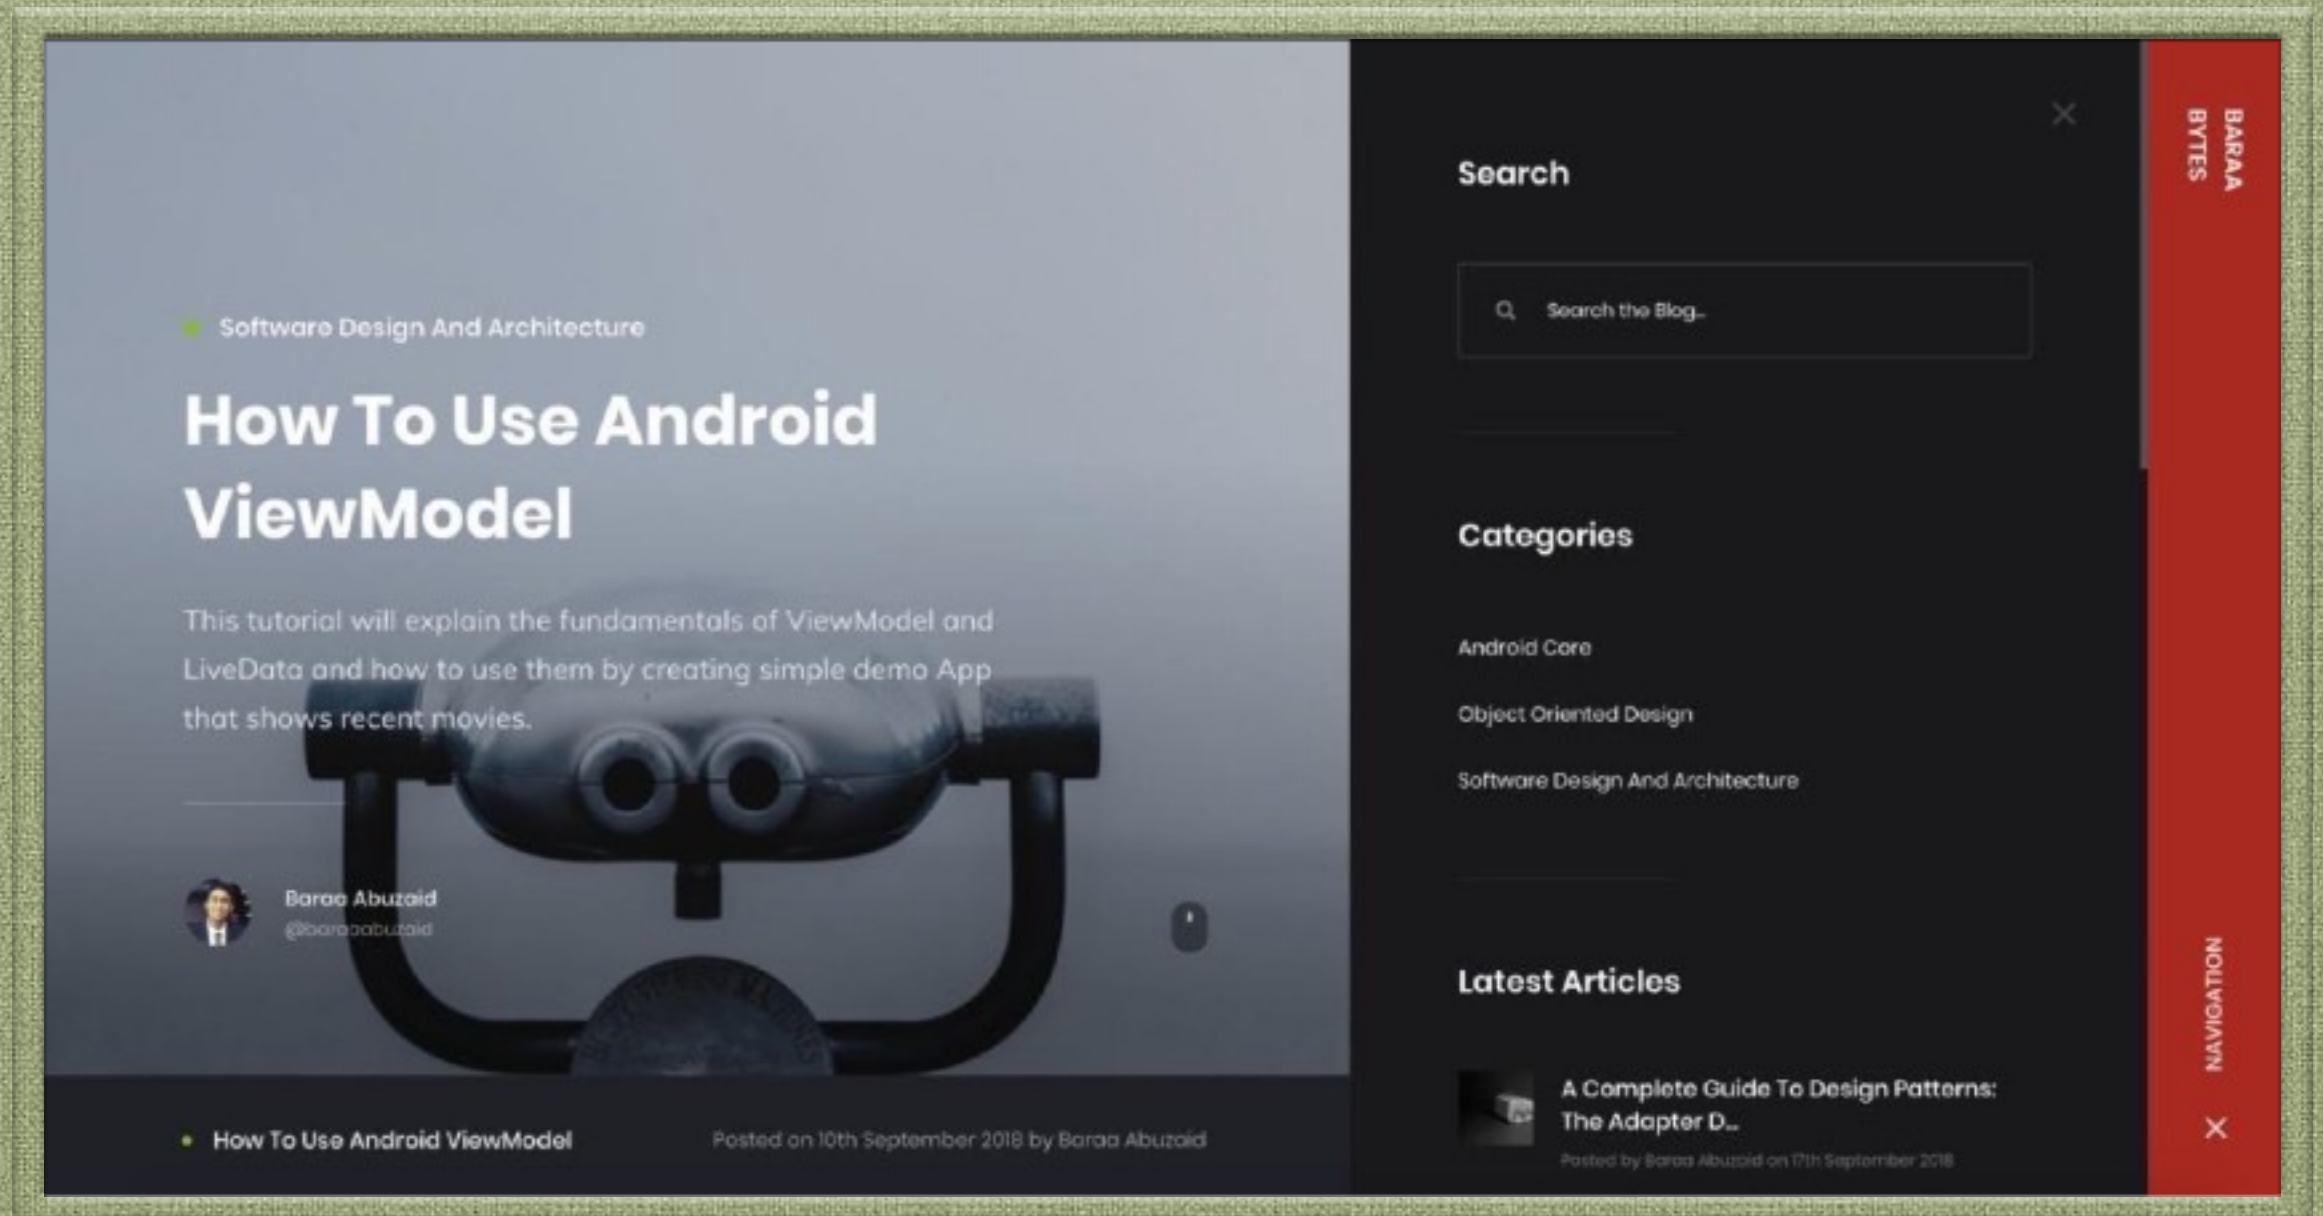 Software Design And Architecture
How To Use Android
ViewModel
This tutorial will explain the fundamentals of ViewModel and
LiveData and how to use them by creating simple demo App
that shows recent movies.
Baraa Abuzaid
@baraaabuzaid
How To Use Android ViewModel
Posted on 10th September 2018 by Baraa Abuzaid
Search
Search the Blog...
Categories
Android Core
Object Oriented Design
Software Design And Architecture
Latest Articles
A Complete Guide To Design Patterns:
The Adapter D...
Posted by Baraa Abuzaid on 17th September 2018
BARAA
BYTES
NAVIGATION